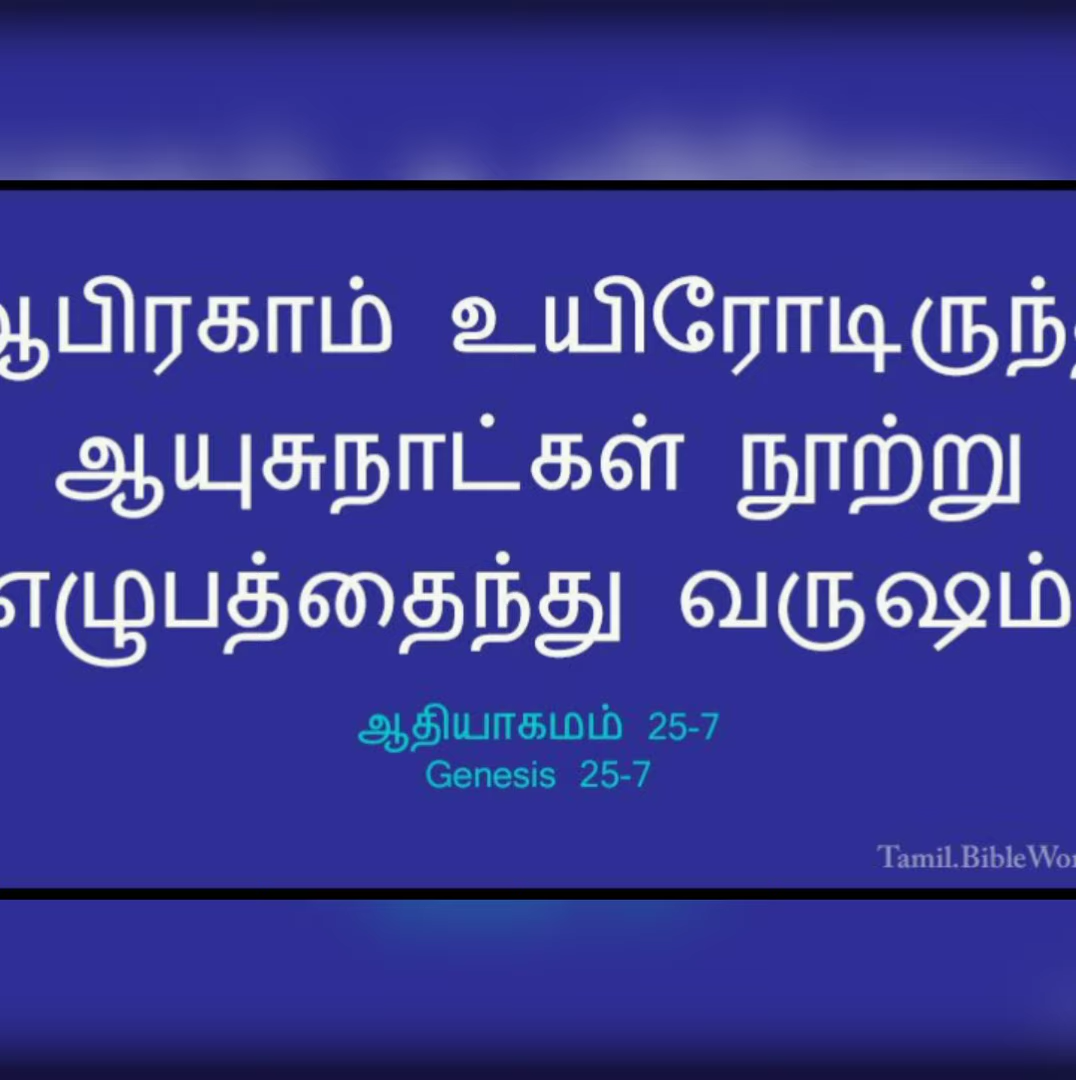 ஆபிரகாம் உயிரோடிருந்த
ஆயுசுநாட்கள் நூற்று
எழுபத்தைந்து வருஷம்
ஆதியாகமம் 25-7
Genesis 25-7
Tamil.BibleWor